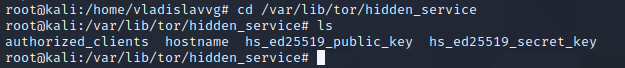 root@kali:/home/vladislavvg# cd /var/lib/tor/hidden_service
root@kali:/var/lib/tor/hidden_service# ls
authorized_clients  hostname  hs_ed25519_public_key  hs_ed25519_secret_key
root@kali:/var/lib/tor/hidden_service#